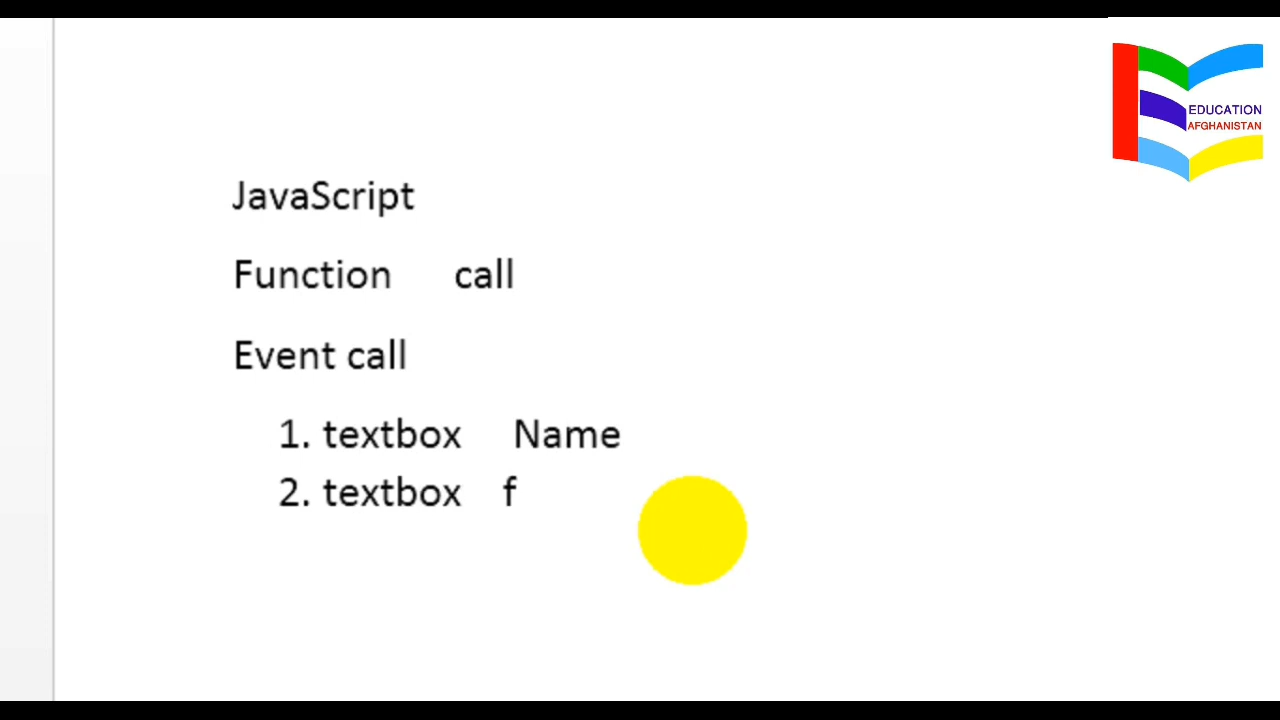 EDUCATION
AFGHANISTAN
JavaScript
Function call
Event call
1. textbox Name
2. textbox f